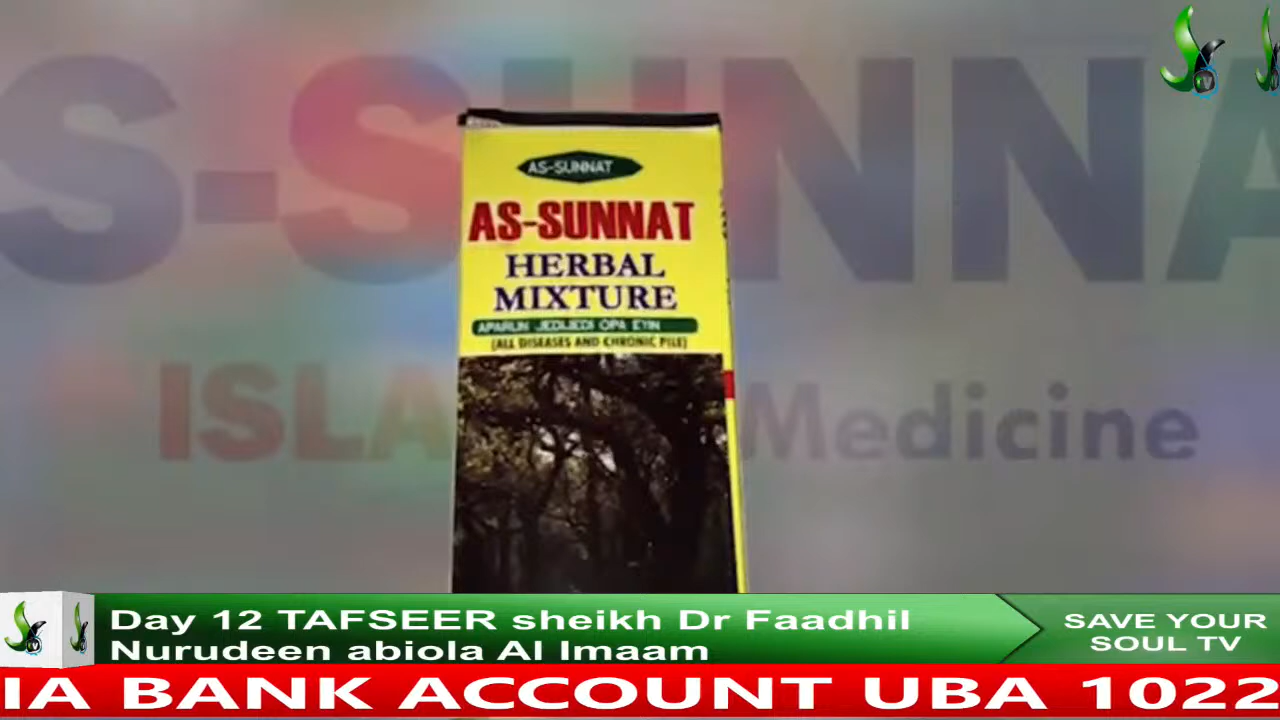 S-SUNNA
ISLA Medicine
AS-SUNNAT
AS-SUNNAT
HERBAL
MIXTURE
APARUN JEDIJEDI OPA EYIN
(ALL DISEASES AND CHRONIC PILE)
Day 12 TAFSEER sheikh Dr Faadhil
Nurudeen abiola Al Imaam
SAVE YOUR
SOUL TV
IA BANK ACCOUNT UBA 1022